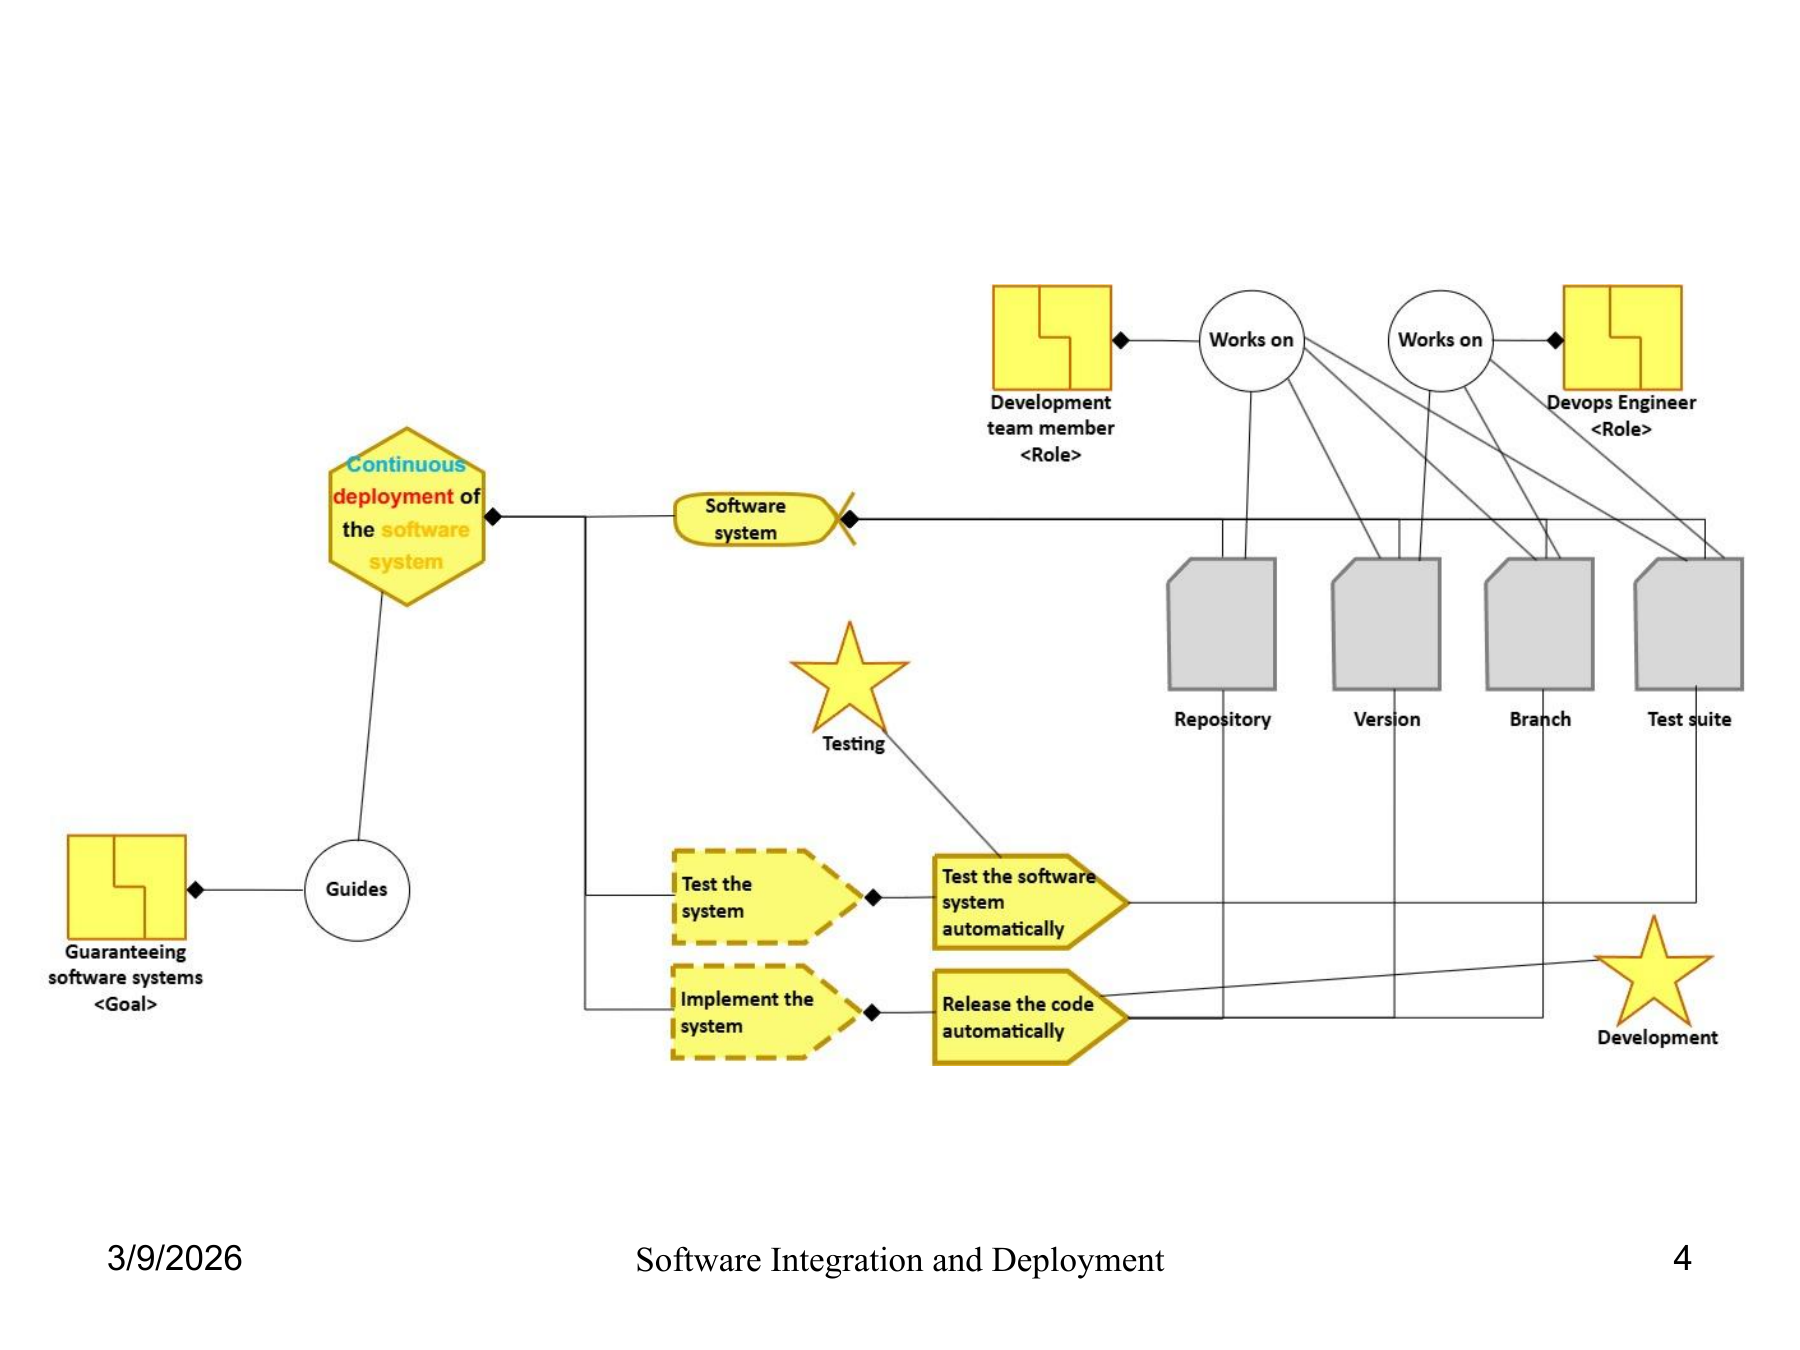 Works on
Works on
Development
team member
<Role>
Devops Engineer
<Role>
Continuous
deployment of
the software
system
Software
system
Repository
Version
Branch
Test suite
Testing
Guides
Guaranteeing
software systems
<Goal>
Test the
system
Test the software
system
automatically
Implement the
system
Release the code
automatically
Development
3/9/2026
Software Integration and Deployment
4